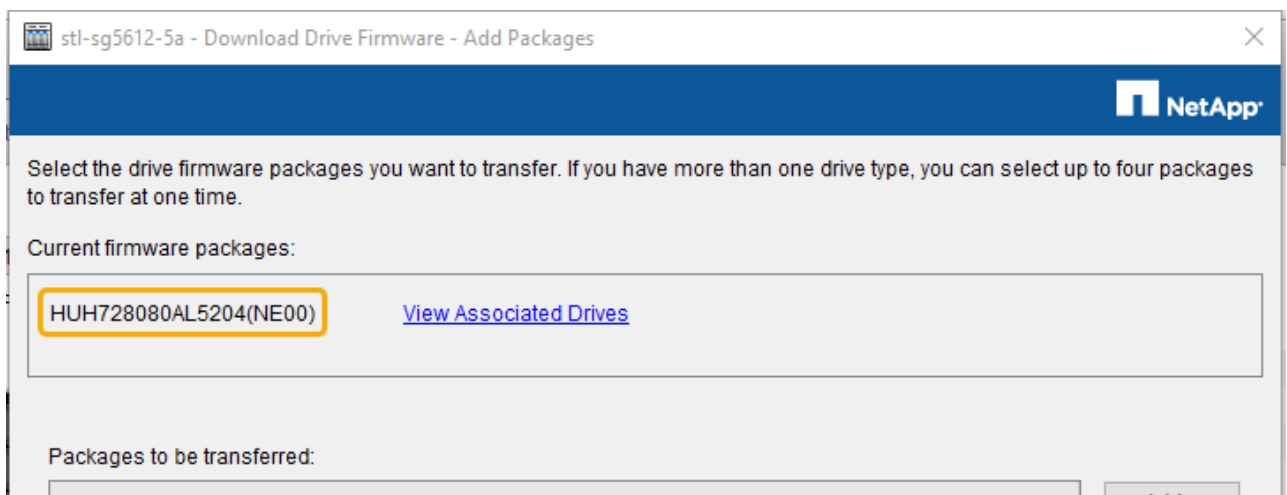 stl-sg5612-5a - Download Drive Firmware - Add Packages
NetApp
Select the drive firmware packages you want to transfer. If you have more than one drive type, you can select up to four packages
to transfer at one time.
Current firmware packages:
HUH728080AL5204(NE00) View Associated Drives
Packages to be transferred: